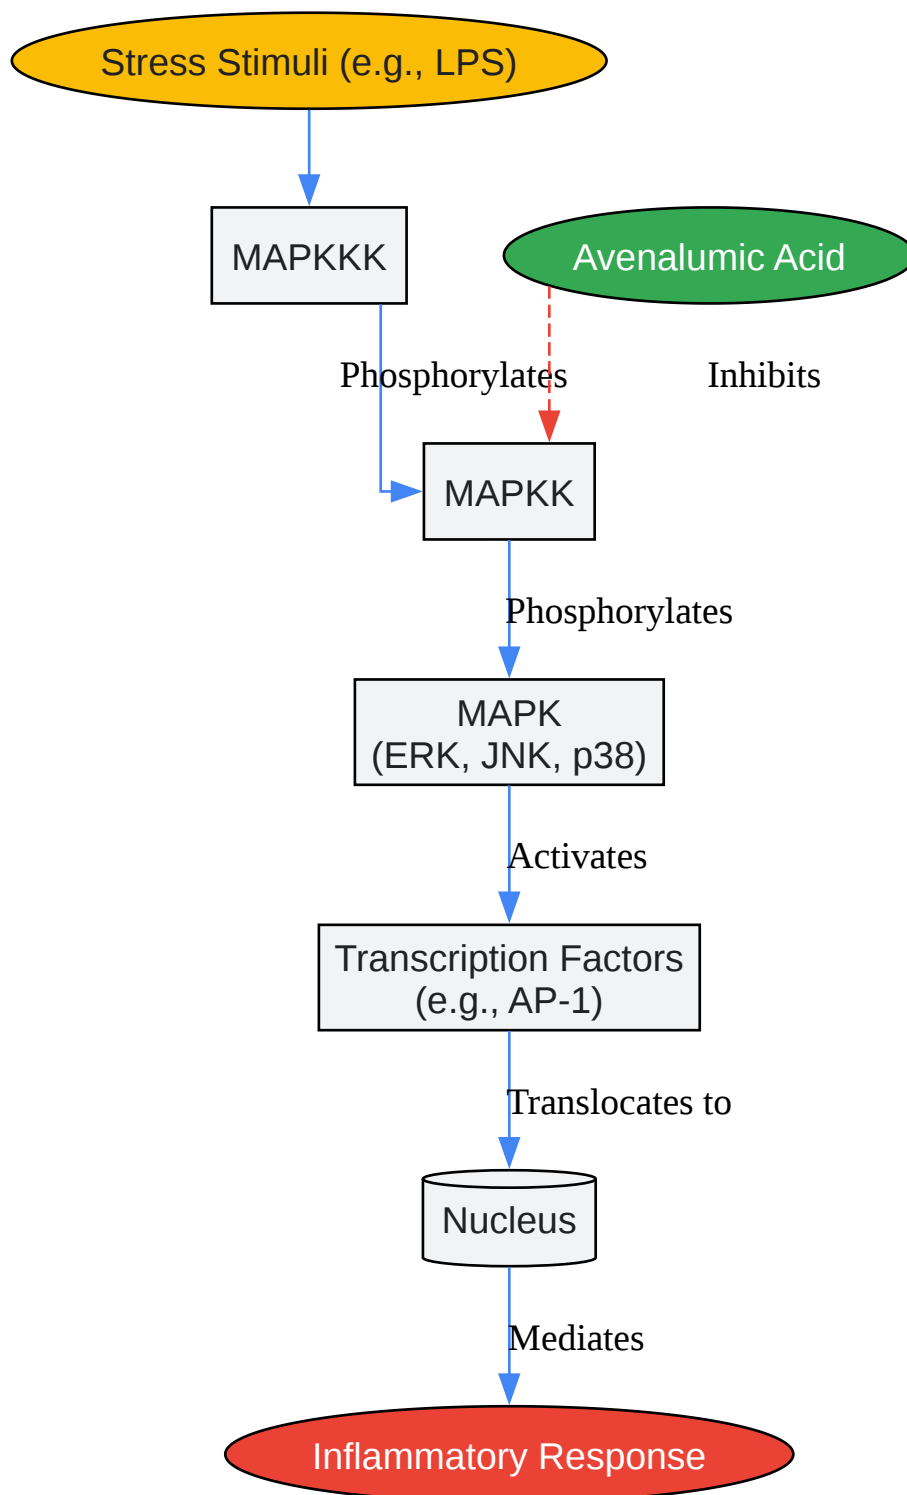 Stress Stimuli (e.g., LPS)
MAPKKK
Avenalumic Acid
Phosphorylates
Inhibits
MAPKK
Phosphorylates
MAPK
(ERK, JNK, p38)
Activates
Transcription Factors
(e.g., AP-1)
Translocates to
Nucleus
Mediates
Inflammatory Response